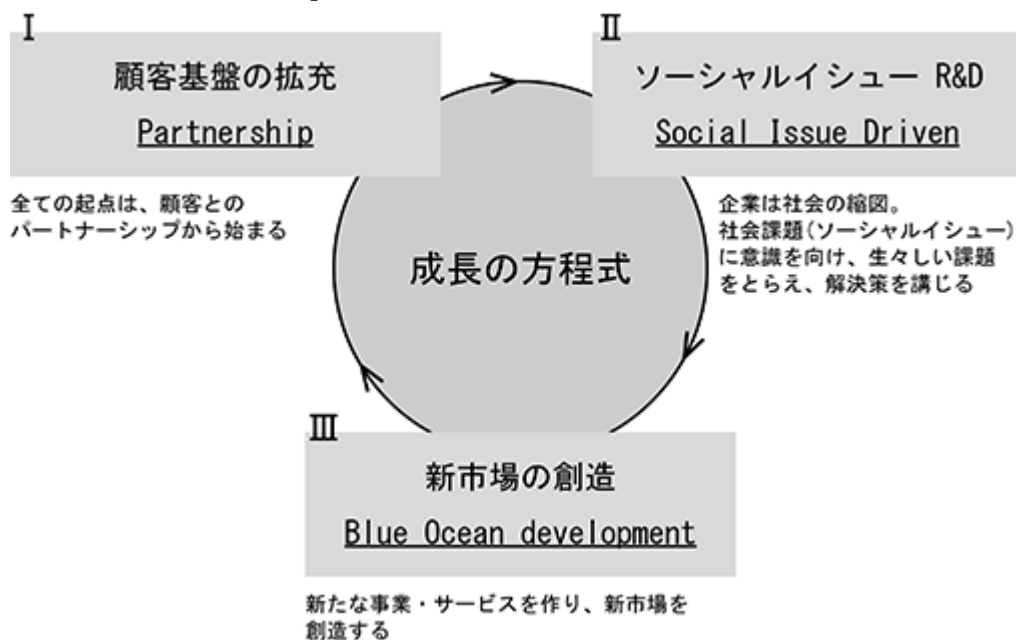 Ⅰ
顧客基盤の拡充
Partnership
全ての起点は、顧客との
パートナーシップから始まる
Ⅱ
ソーシャルイシュー R&D
Social Issue Driven
企業は社会の縮図。
社会課題(ソーシャルイシュー)
に意識を向け、生々しい課題
をとらえ、解決策を講じる
成長の方程式
Ⅲ
新市場の創造
Blue Ocean development
新たな事業・サービスを作り、新市場を
創造する